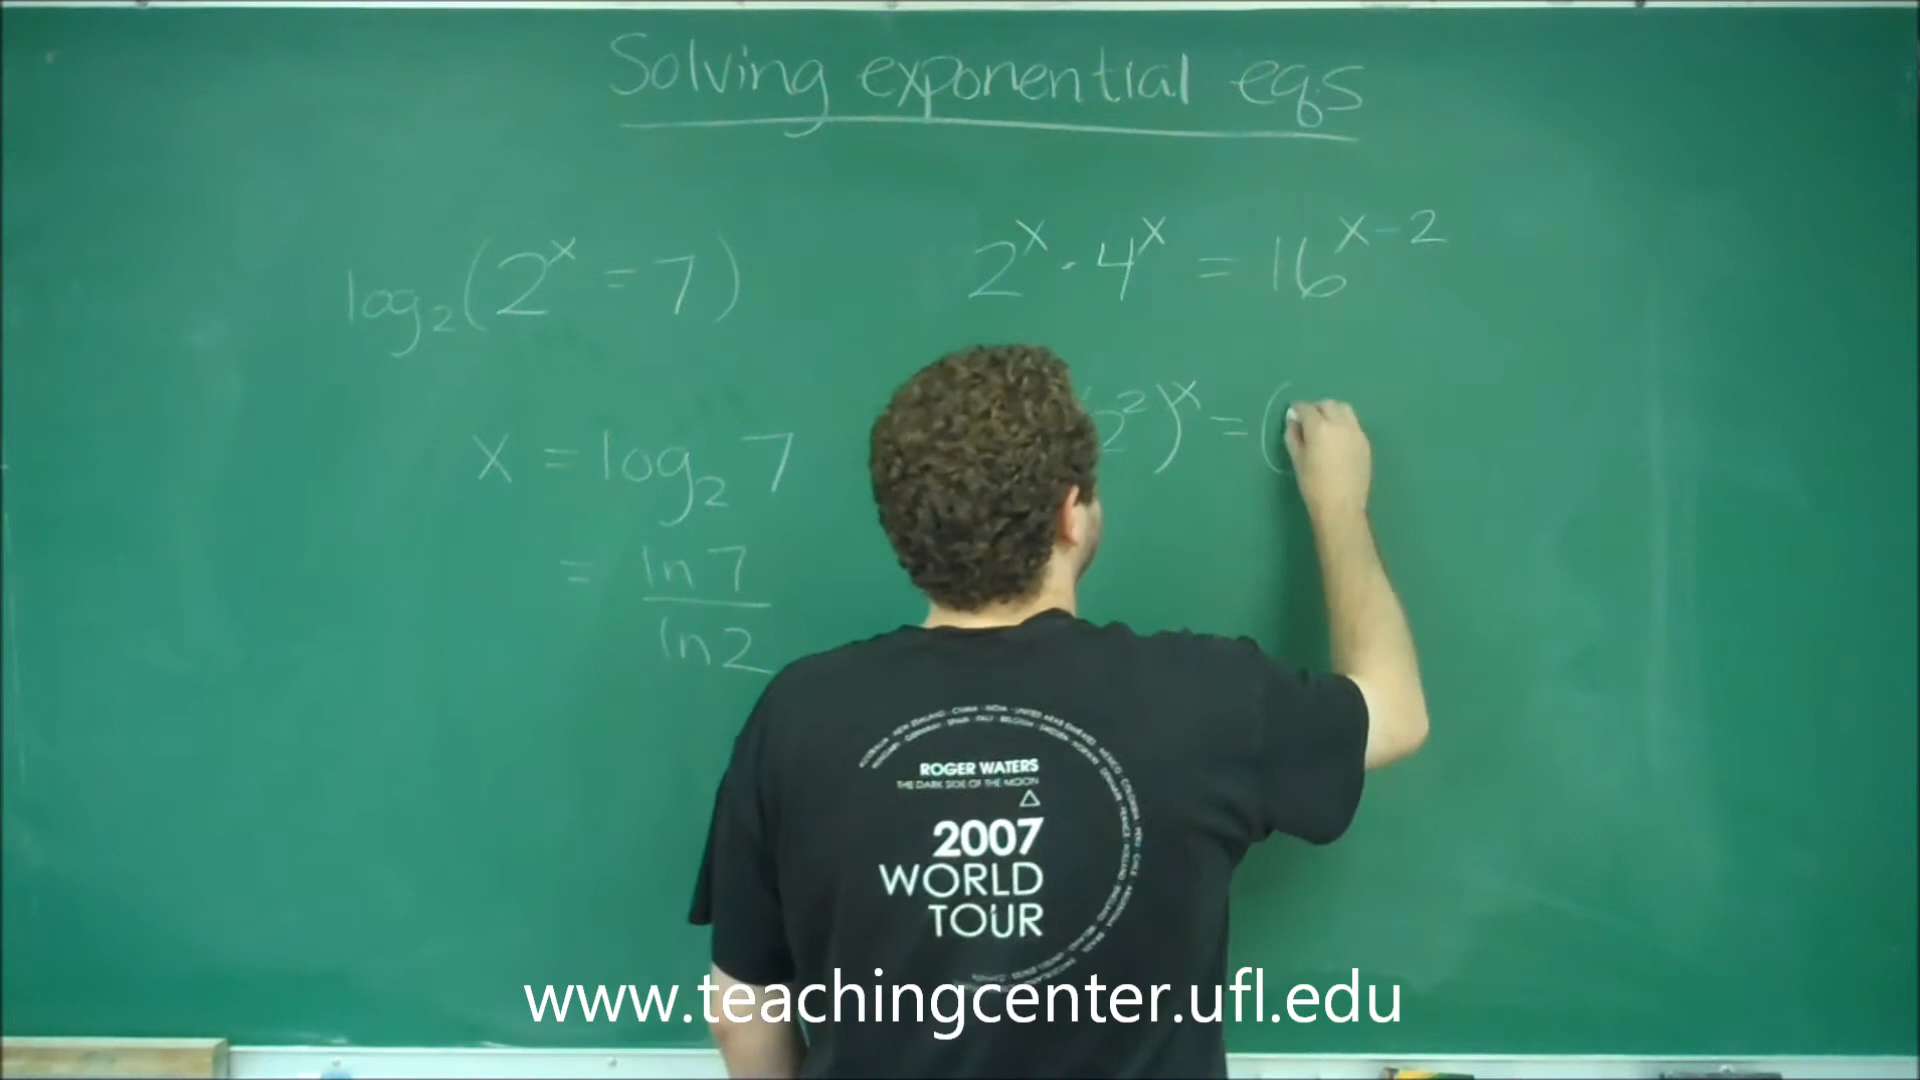 Solving exponential eqs
log₂(2ˣ = 7)
x = log₂ 7
= ln 7
ln 2
2ˣ · 4ˣ = 16ˣ⁻²
2²)ˣ = (
ROGER WATERS
THE DARK SIDE OF THE MOON
2007
WORLD
TOUR
www.teachingcenter.ufl.edu